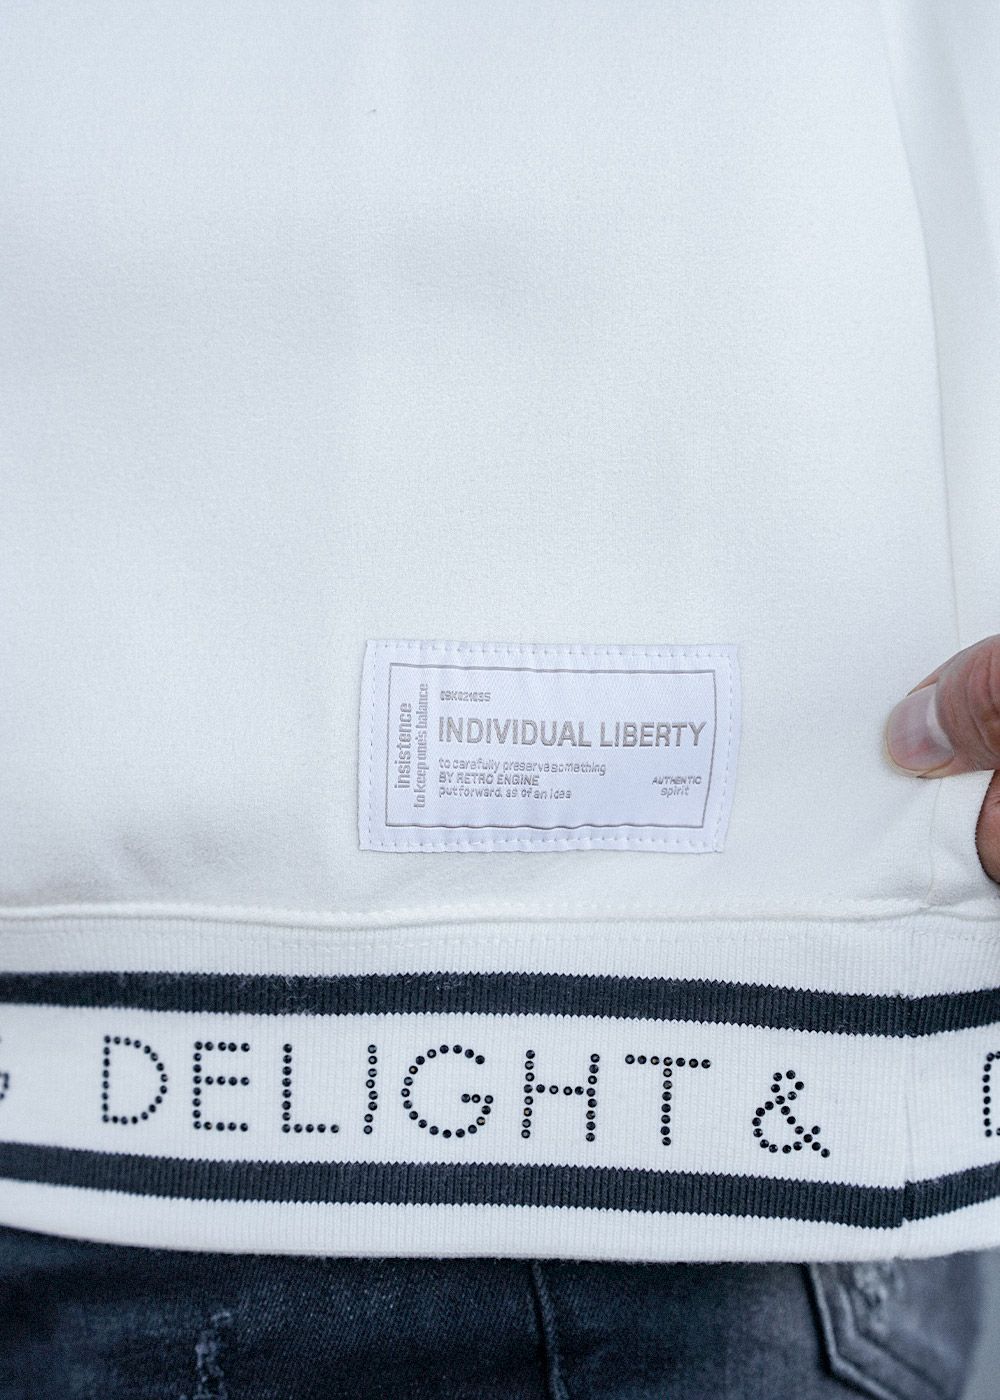 09K021035
INDIVIDUAL LIBERTY
insistence
to keep one's balance
to carefully preserve something
BY RETRO ENGINE
put forward. as of an idea
AUTHENTIC
spirit
DELIGHT &